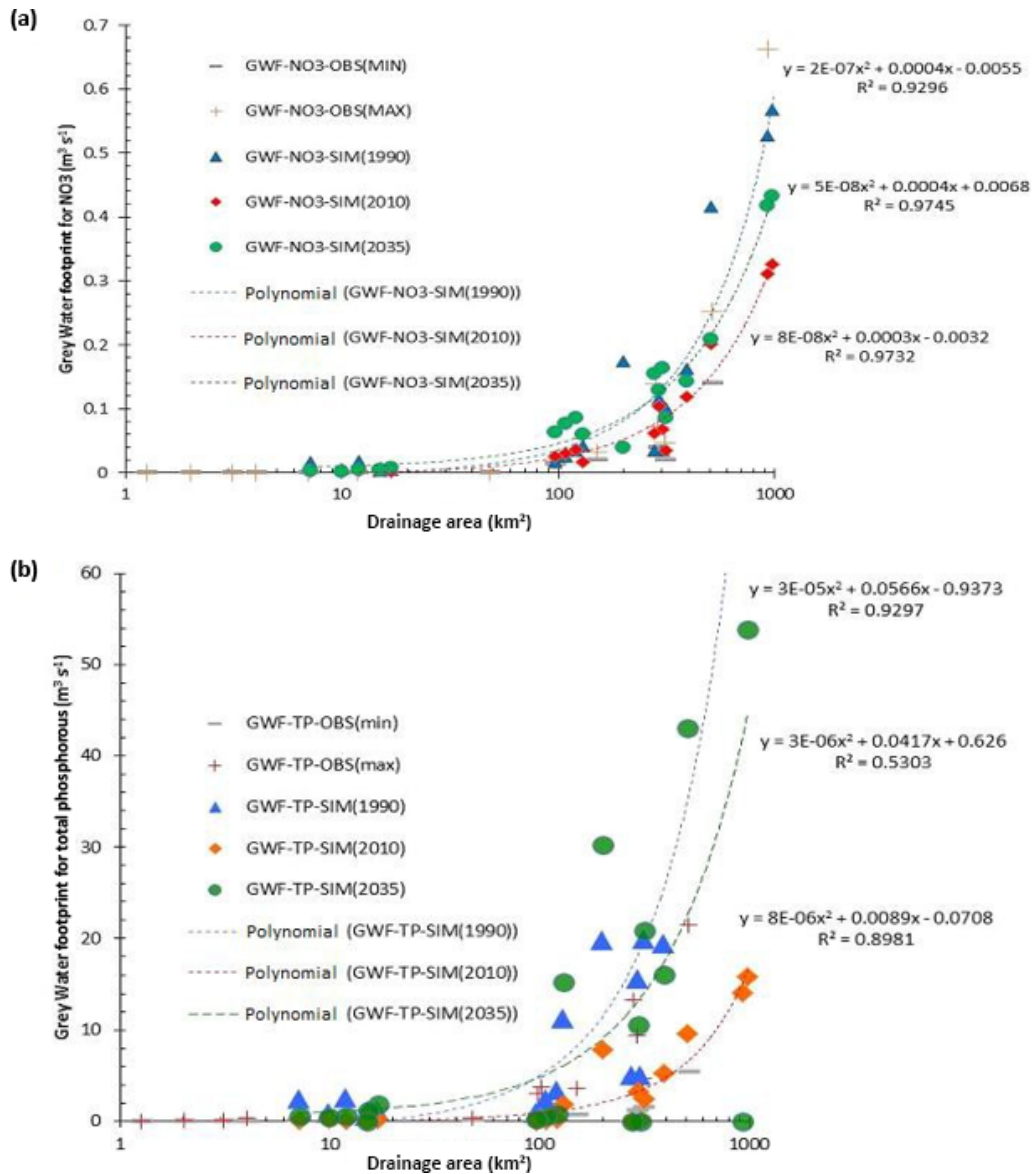 (a)
0.7
0.6
0.5
0.4
0.3
0.2
0.1
0
1
10
100
1000
Grey Water footprint for NO3 (m³ s⁻¹)
Drainage area (km²)
GWF-NO3-OBS(MIN)
GWF-NO3-OBS(MAX)
GWF-NO3-SIM(1990)
GWF-NO3-SIM(2010)
GWF-NO3-SIM(2035)
Polynomial (GWF-NO3-SIM(1990))
Polynomial (GWF-NO3-SIM(2010))
Polynomial (GWF-NO3-SIM(2035))
y = 2E-07x² + 0.0004x - 0.0055
R² = 0.9296
y = 5E-08x² + 0.0004x + 0.0068
R² = 0.9745
y = 8E-08x² + 0.0003x - 0.0032
R² = 0.9732
(b)
60
50
40
30
20
10
0
1
10
100
1000
Grey Water footprint for total phosphorous (m³ s⁻¹)
Drainage area (km²)
GWF-TP-OBS(min)
GWF-TP-OBS(max)
GWF-TP-SIM(1990)
GWF-TP-SIM(2010)
GWF-TP-SIM(2035)
Polynomial (GWF-TP-SIM(1990))
Polynomial (GWF-TP-SIM(2010))
Polynomial (GWF-TP-SIM(2035))
y = 3E-05x² + 0.0566x - 0.9373
R² = 0.9297
y = 3E-06x² + 0.0417x + 0.626
R² = 0.5303
y = 8E-06x² + 0.0089x - 0.0708
R² = 0.8981